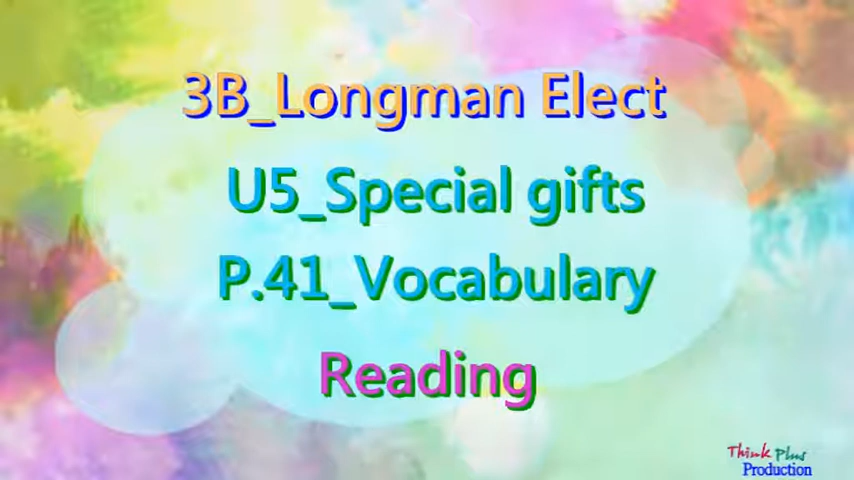 3B_Longman Elect
U5_Special gifts
P.41_Vocabulary
Reading
Think Plus
Production